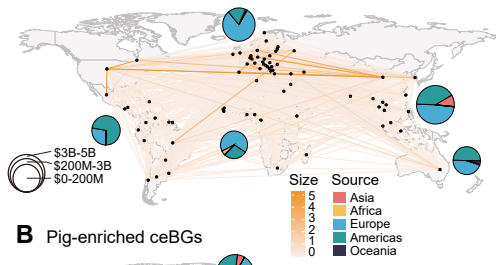 $3B-5B
$200M-3B
$0-200M
Size
5
4
3
2
1
0
Source
Asia
Africa
Europe
Americas
Oceania
B Pig-enriched ceBGs